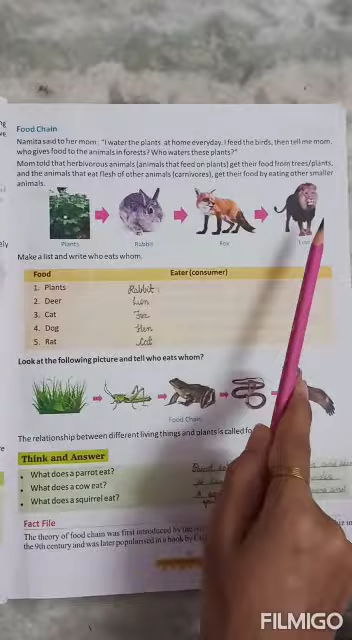 Food Chain
Namita said to her mom: "I water the plants at home everyday. I feed the birds, then tell me mom,
who gives food to the animals in forests? Who waters these plants?"
Mom told that herbivorous animals (animals that feed on plants) get their food from trees/plants,
and the animals that eat flesh of other animals (carnivores), get their food by eating other smaller
animals.
Plants Rabbit Fox Lion
Make a list and write who eats whom.
Food Eater (consumer)
1. Plants Rabbit
2. Deer Lion
3. Cat Fox
4. Dog
5. Rat Cat
Look at the following picture and tell who eats whom?
Food Chain
The relationship between different living things and plants is called
Think and Answer
• What does a parrot eat?
• What does a cow eat?
• What does a squirrel eat?
Fact File
The theory of food chain was first introduced by the
the 9th century and was later popularised in a book by
FILMIGO